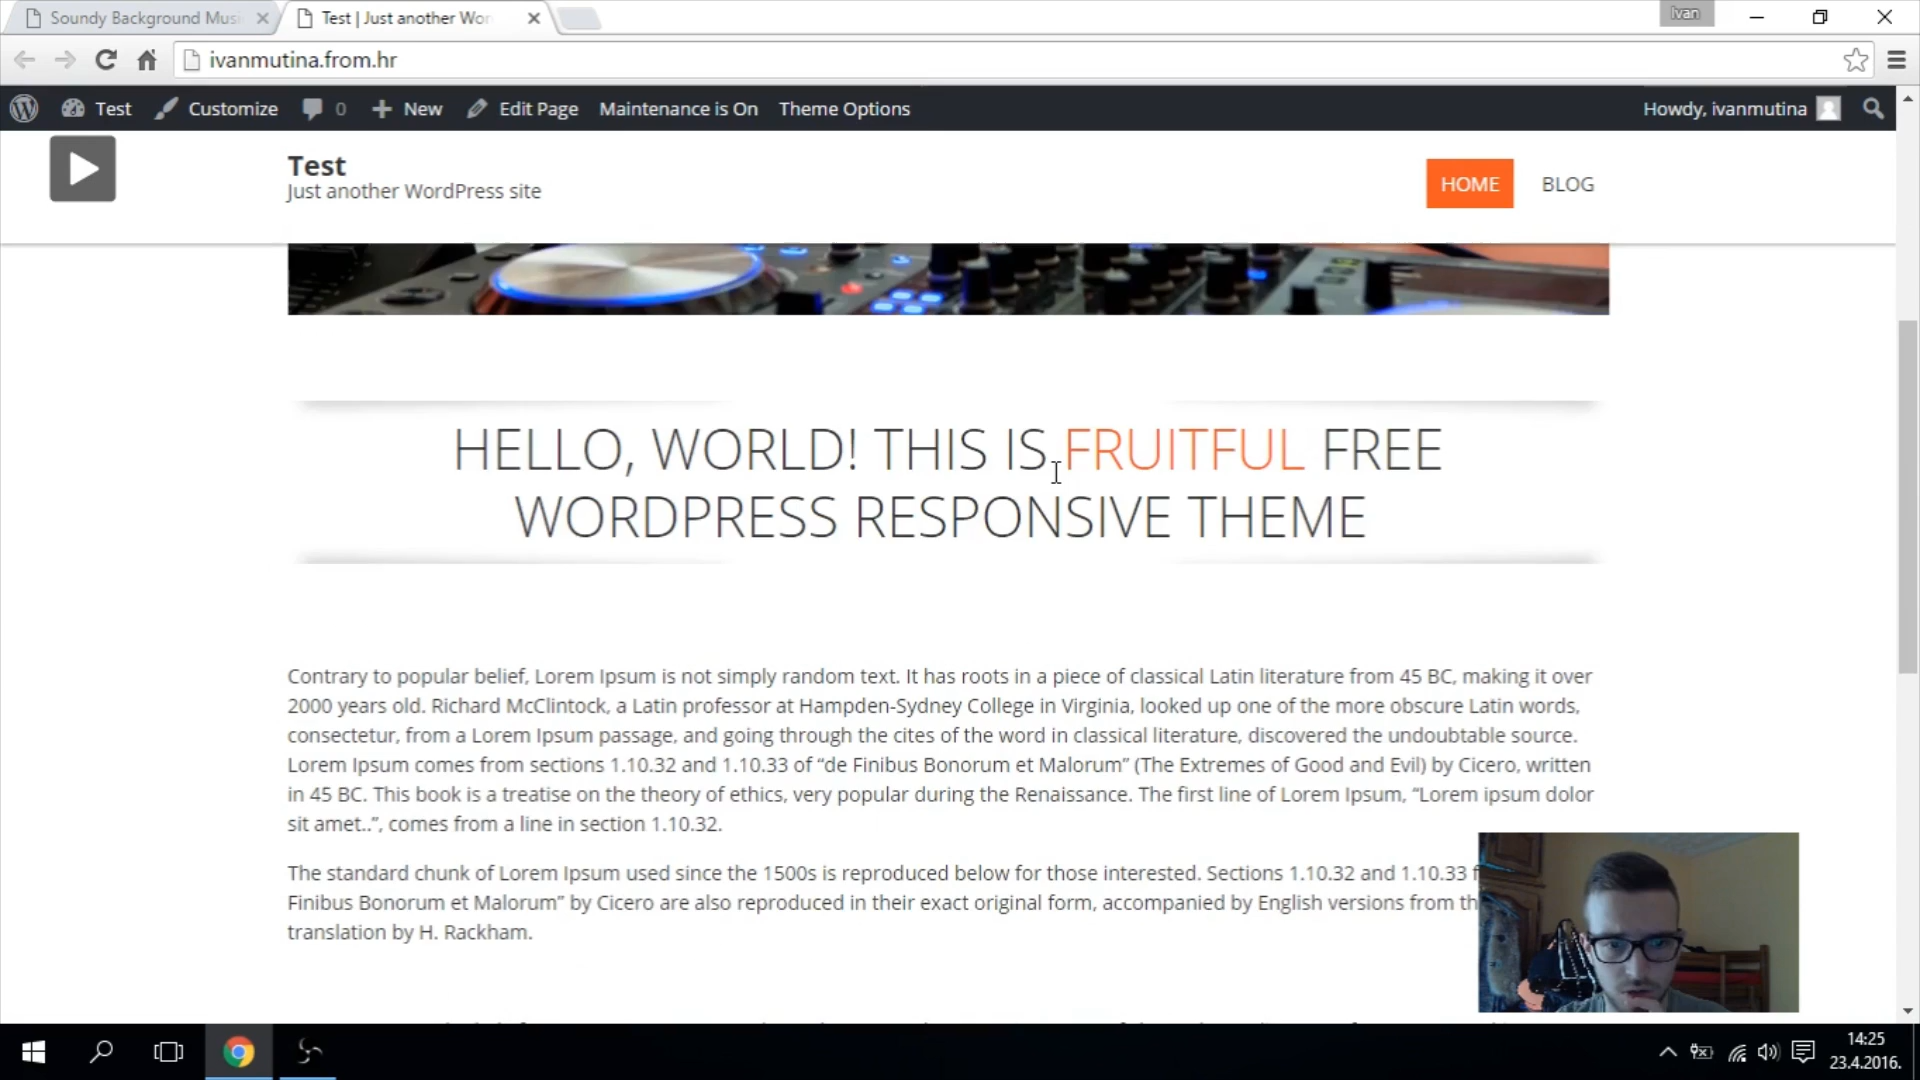 Soundy Background Musi
Test | Just another Wor
Ivan
ivanmutina.from.hr
Test
Customize
0
New
Edit Page
Maintenance is On
Theme Options
Howdy, ivanmutina
Test
Just another WordPress site
HOME
BLOG
HELLO, WORLD! THIS IS FRUITFUL FREE
WORDPRESS RESPONSIVE THEME
Contrary to popular belief, Lorem Ipsum is not simply random text. It has roots in a piece of classical Latin literature from 45 BC, making it over
2000 years old. Richard McClintock, a Latin professor at Hampden-Sydney College in Virginia, looked up one of the more obscure Latin words,
consectetur, from a Lorem Ipsum passage, and going through the cites of the word in classical literature, discovered the undoubtable source.
Lorem Ipsum comes from sections 1.10.32 and 1.10.33 of “de Finibus Bonorum et Malorum” (The Extremes of Good and Evil) by Cicero, written
in 45 BC. This book is a treatise on the theory of ethics, very popular during the Renaissance. The first line of Lorem Ipsum, “Lorem ipsum dolor
sit amet..”, comes from a line in section 1.10.32.
The standard chunk of Lorem Ipsum used since the 1500s is reproduced below for those interested. Sections 1.10.32 and 1.10.33 f
Finibus Bonorum et Malorum” by Cicero are also reproduced in their exact original form, accompanied by English versions from th
translation by H. Rackham.
14:25
23.4.2016.